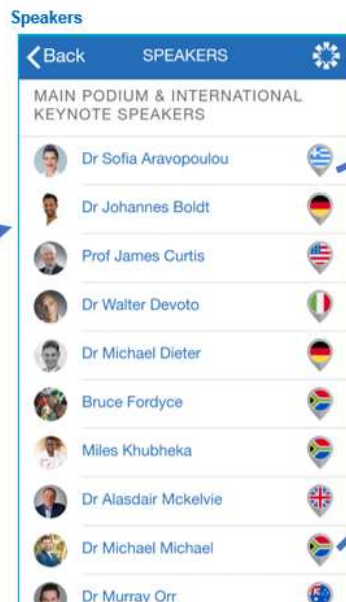 Speakers
Back SPEAKERS
MAIN PODIUM & INTERNATIONAL
KEYNOTE SPEAKERS
Dr Sofia Aravopoulou
Dr Johannes Boldt
Prof James Curtis
Dr Walter Devoto
Dr Michael Dieter
Bruce Fordyce
Miles Khubheka
Dr Alasdair Mckelvie
Dr Michael Michael
Dr Murray Orr